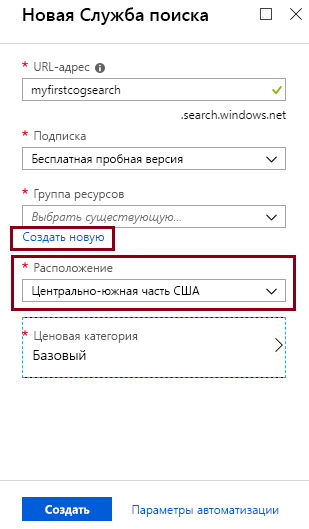 Новая Служба поиска
* URL-адрес
myfirstcogsearch
.search.windows.net
* Подписка
Бесплатная пробная версия
* Группа ресурсов
Выбрать существующую...
Создать новую
* Расположение
Центрально-южная часть США
* Ценовая категория
Базовый
Создать Параметры автоматизации